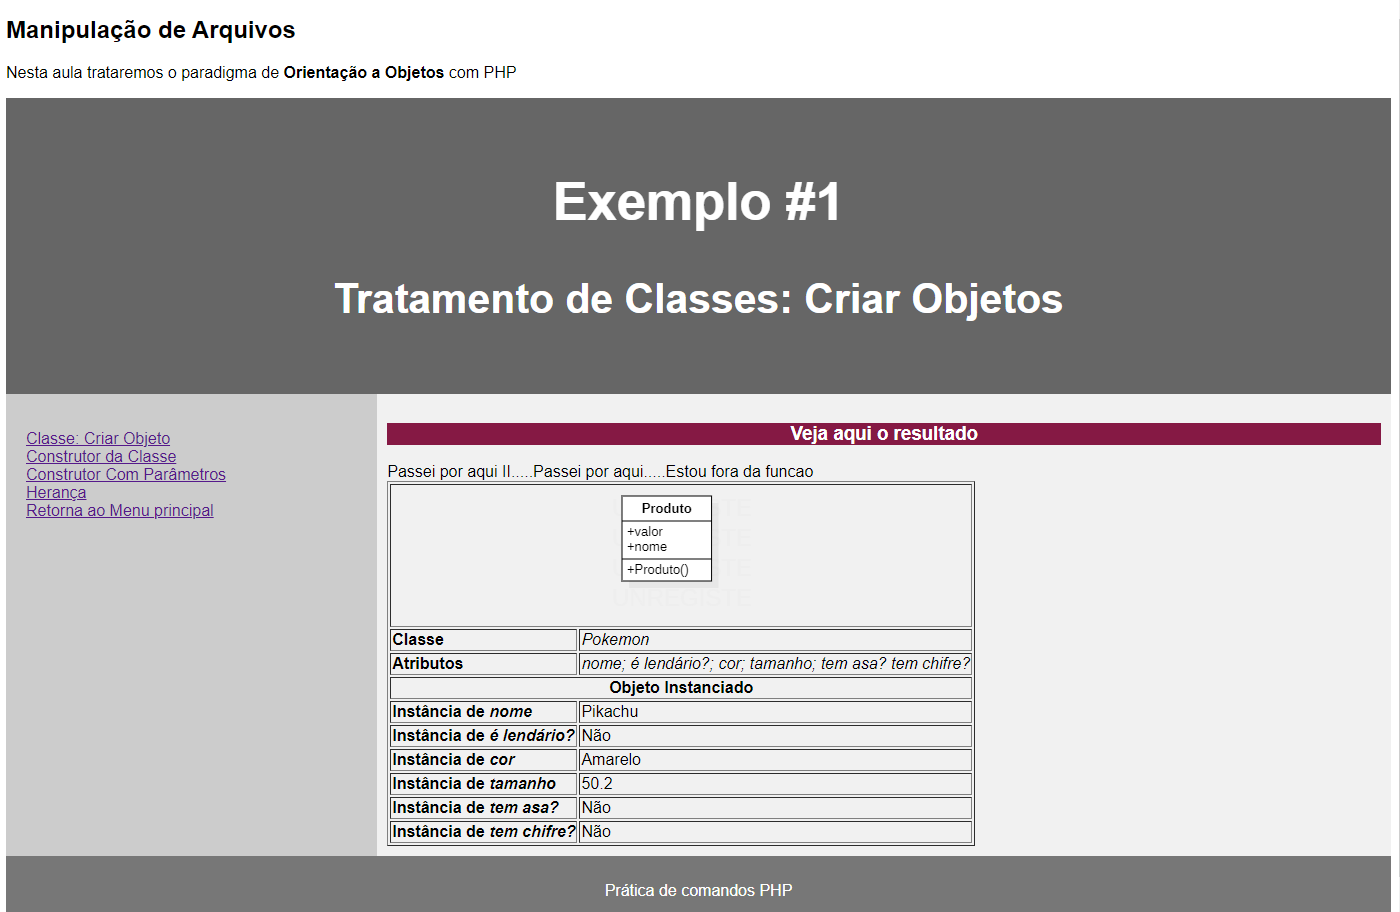 Manipulação de Arquivos
Nesta aula trataremos o paradigma de Orientação a Objetos com PHP
Exemplo #1
Tratamento de Classes: Criar Objetos
Classe: Criar Objeto
Construtor da Classe
Construtor Com Parâmetros
Herança
Retorna ao Menu principal
Veja aqui o resultado
Passei por aqui II.....Passei por aqui.....Estou fora da funcao
Produto
+valor
+nome
+Produto()
UNREGISTE
Classe Pokemon
Atributos nome; é lendário?; cor; tamanho; tem asa? tem chifre?
Objeto Instanciado
Instância de nome Pikachu
Instância de é lendário? Não
Instância de cor Amarelo
Instância de tamanho 50.2
Instância de tem asa? Não
Instância de tem chifre? Não
Prática de comandos PHP